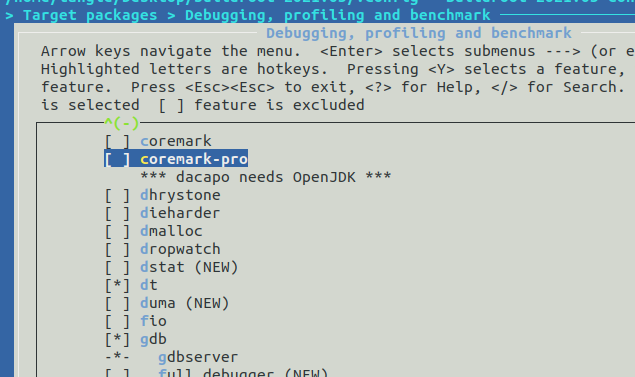 > Target packages > Debugging, profiling and benchmark
Debugging, profiling and benchmark
Arrow keys navigate the menu.  <Enter> selects submenus ---> (or e
Highlighted letters are hotkeys.  Pressing <Y> selects a feature,
feature.  Press <Esc><Esc> to exit, <?> for Help, </> for Search.
is selected  [ ] feature is excluded
^(-)
[ ] coremark
[ ] coremark-pro
*** dacapo needs OpenJDK ***
[ ] dhrystone
[ ] dieharder
[ ] dmalloc
[ ] dropwatch
[ ] dstat (NEW)
[*] dt
[ ] duma (NEW)
[ ] fio
[*] gdb
-*-   gdbserver
[ ]   full debugger (NEW)